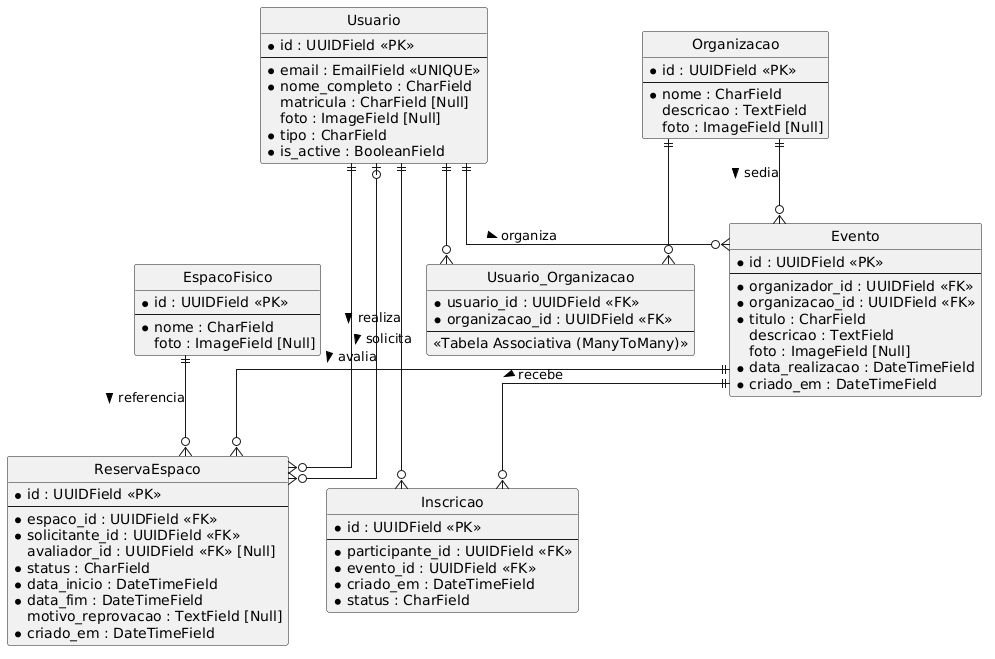 Usuario
id : UUIDField «PK»
email : EmailField «UNIQUE»
nome_completo : CharField
matricula : CharField [Null]
foto : ImageField [Null]
tipo : CharField
is_active : BooleanField
Organizacao
id : UUIDField «PK»
nome : CharField
descricao : TextField
foto : ImageField [Null]
sedia
organiza
Evento
id : UUIDField «PK»
organizador_id : UUIDField «FK»
organizacao_id : UUIDField «FK»
titulo : CharField
descricao : TextField
foto : ImageField [Null]
data_realizacao : DateTimeField
criado_em : DateTimeField
EspacoFisico
id : UUIDField «PK»
nome : CharField
foto : ImageField [Null]
Usuario_Organizacao
usuario_id : UUIDField «FK»
organizacao_id : UUIDField «FK»
«Tabela Associativa (ManyToMany)»
realiza
solicita
avalia
recebe
referencia
ReservaEspaco
id : UUIDField «PK»
espaco_id : UUIDField «FK»
solicitante_id : UUIDField «FK»
avaliador_id : UUIDField «FK» [Null]
status : CharField
data_inicio : DateTimeField
data_fim : DateTimeField
motivo_reprovacao : TextField [Null]
criado_em : DateTimeField
Inscricao
id : UUIDField «PK»
participante_id : UUIDField «FK»
evento_id : UUIDField «FK»
criado_em : DateTimeField
status : CharField